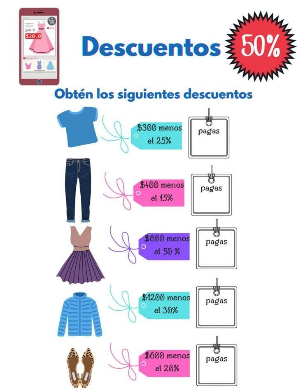 Descuentos
50%
Obtén los siguientes descuentos
$300 menos
el 25%
pagas
$400 menos
el 15%
pagas
$800 menos
el 50 %
pagas
$1200 menos
el 30%
pagas
$600 menos
el 20%
pagas